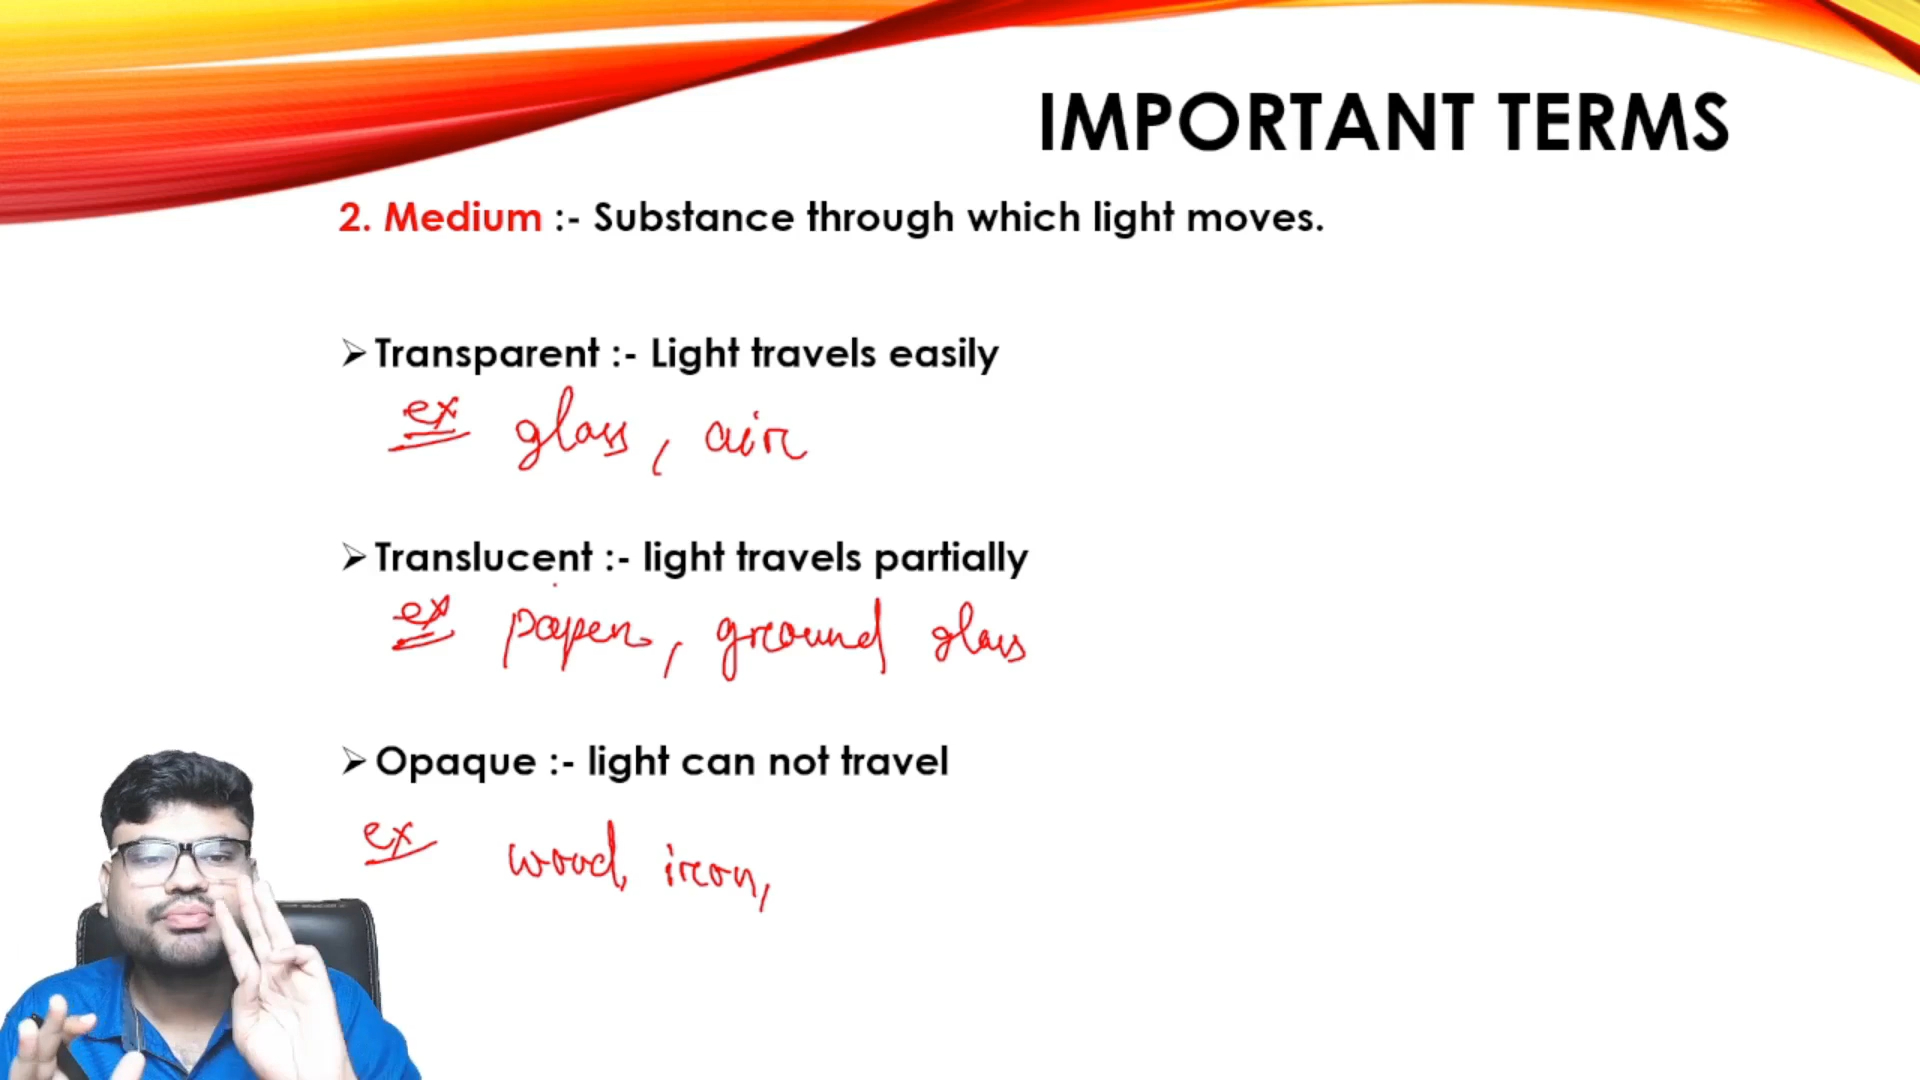 IMPORTANT TERMS
2. Medium :- Substance through which light moves.
➢ Transparent :- Light travels easily
ex glass, air
➢ Translucent :- light travels partially
ex paper, ground glass
➢ Opaque :- light can not travel
ex wood, iron,